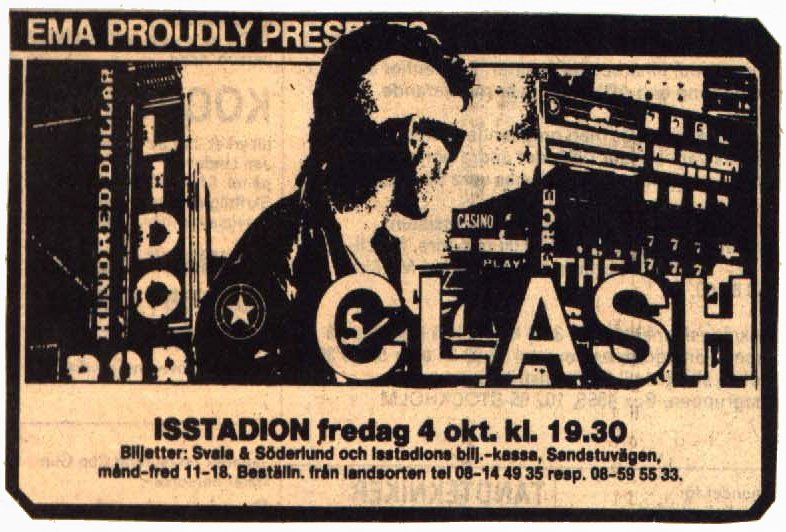 EMA PROUDLY PRESENTS
HUNDRED DOLLAR
LIDO
CASINO
PLAY
THE
CLASH
ISSTADION fredag 4 okt. kl. 19.30
Biljetter: Svala & Söderlund och Isstadions bilj.-kassa, Sandstuvägen,
månd-fred 11-18. Beställn. från landsorten tel 08-14 49 35 resp. 08-59 55 33.